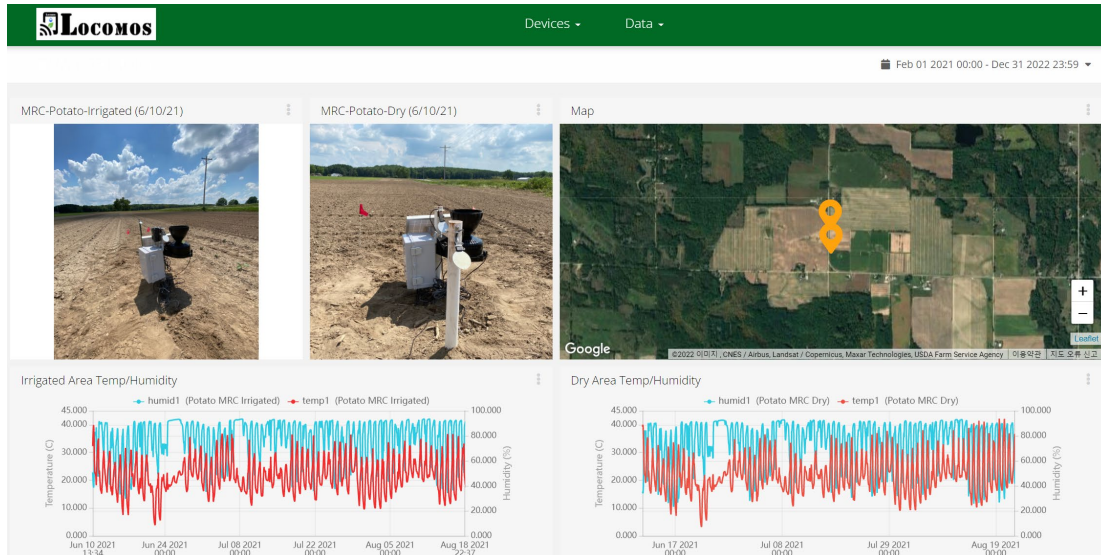 LOCOMOS
Devices
Data
Feb 01 2021 00:00 - Dec 31 2022 23:59
MRC-Potato-Irrigated (6/10/21)
MRC-Potato-Dry (6/10/21)
Map
+
−
Leaflet
Google
©2022 이미지 , CNES / Airbus, Landsat / Copernicus, Maxar Technologies, USDA Farm Service Agency
이용약관
지도 오류 신고
Irrigated Area Temp/Humidity
humid1 (Potato MRC Irrigated) temp1 (Potato MRC Irrigated)
45.000
40.000
30.000
20.000
10.000
0.000
Temperature (C)
100.000
80.000
60.000
40.000
20.000
0.000
Humidity (%)
Jun 10 2021 13:34
Jun 24 2021 00:00
Jul 08 2021 00:00
Jul 22 2021 00:00
Aug 05 2021 00:00
Aug 18 2021 22:37
Dry Area Temp/Humidity
humid1 (Potato MRC Dry) temp1 (Potato MRC Dry)
45.000
40.000
30.000
20.000
10.000
0.000
Temperature (C)
100.000
80.000
60.000
40.000
20.000
0.000
Humidity (%)
Jun 17 2021 00:00
Jul 08 2021 00:00
Jul 29 2021 00:00
Aug 19 2021 00:00